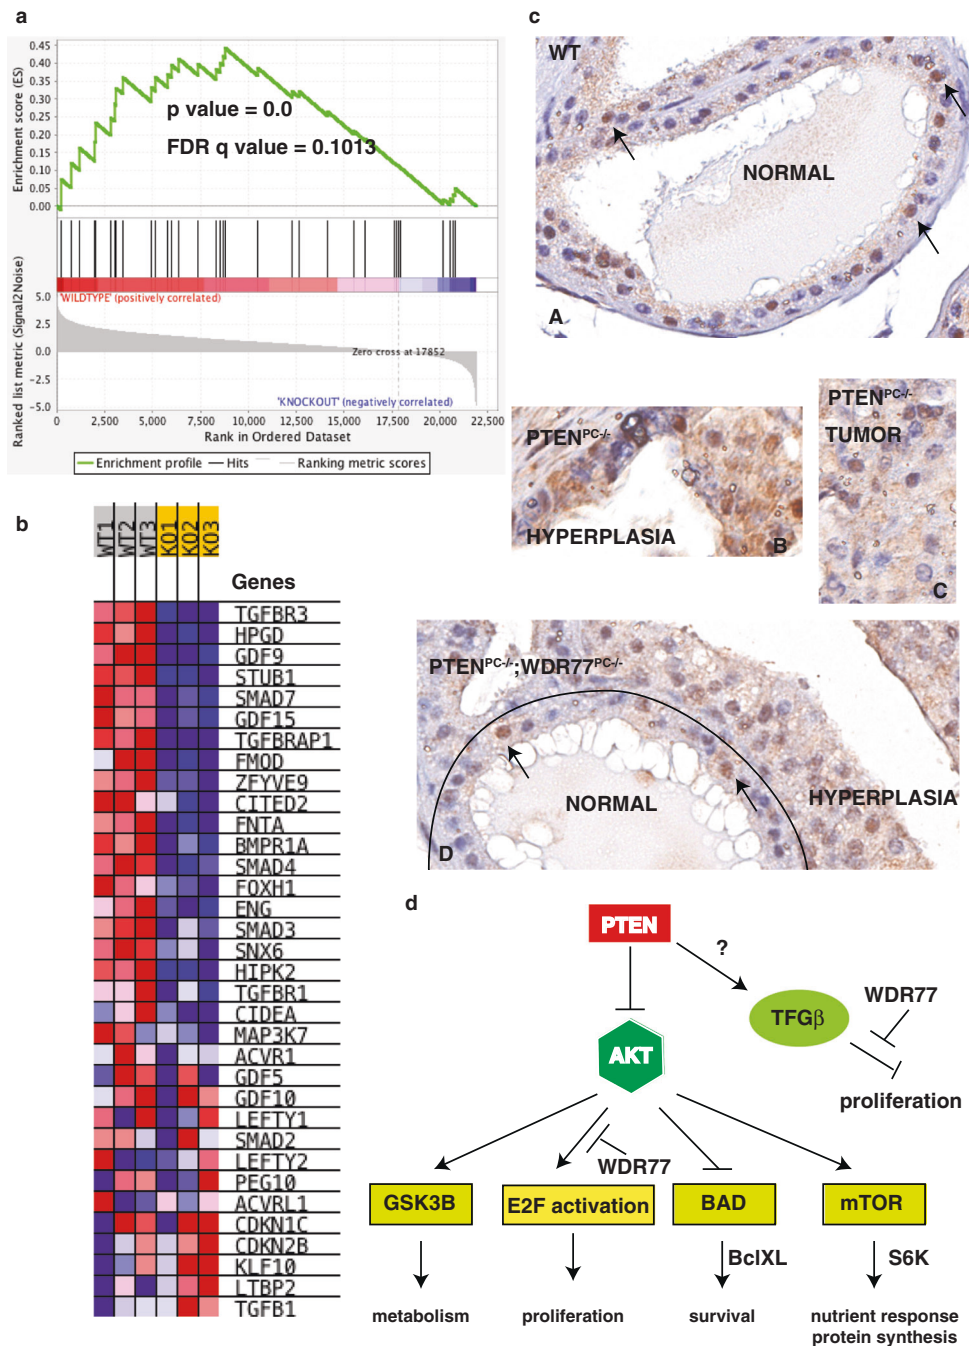 a
Enrichment score (ES)
0.45
0.40
0.35
0.30
0.25
0.20
0.15
0.10
0.05
0.00
p value = 0.0
FDR q value = 0.1013
Ranked list metric (Signal2Noise)
5.0
2.5
0.0
-2.5
-5.0
'WILDTYPE' (positively correlated)
Zero cross at 17852
'KNOCKOUT' (negatively correlated)
0 2,500 5,000 7,500 10,000 12,500 15,000 17,500 20,000 22,500
Rank in Ordered Dataset
Enrichment profile Hits Ranking metric scores
b
WT1 WT2 WT3 KO1 KO2 KO3
Genes
TGFBR3
HPGD
GDF9
STUB1
SMAD7
GDF15
TGFBRAP1
FMOD
ZFYVE9
CITED2
FNTA
BMPR1A
SMAD4
FOXH1
ENG
SMAD3
SNX6
HIPK2
TGFBR1
CIDEA
MAP3K7
ACVR1
GDF5
GDF10
LEFTY1
SMAD2
LEFTY2
PEG10
ACVRL1
CDKN1C
CDKN2B
KLF10
LTBP2
TGFB1
c
WT
NORMAL
A
PTENPC-/-
HYPERPLASIA
B
PTENPC-/-
TUMOR
C
PTENPC-/-;WDR77PC-/-
NORMAL
HYPERPLASIA
D
d
PTEN
?
WDR77
TFGβ
AKT
proliferation
WDR77
GSK3B E2F activation BAD mTOR
BclXL S6K
metabolism proliferation survival nutrient response
protein synthesis